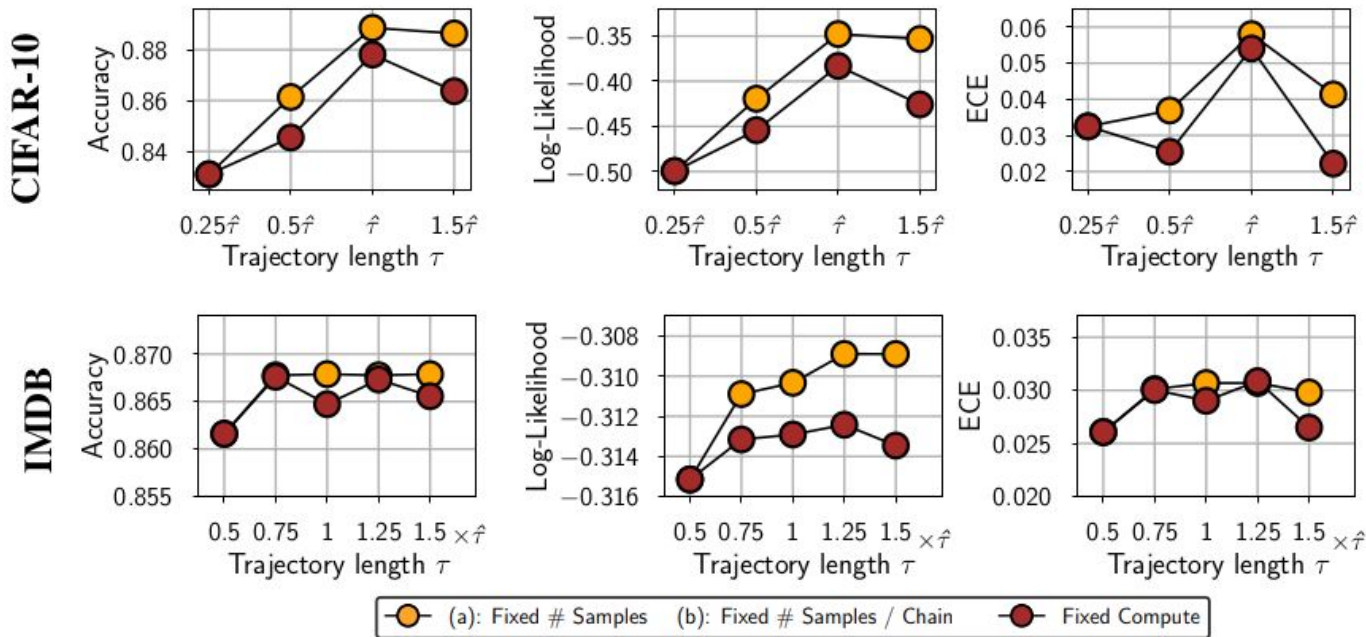 CIFAR-10
Accuracy
0.88
0.86
0.84
0.25τ̂ 0.5τ̂ τ̂ 1.5τ̂
Trajectory length τ
Log-Likelihood
−0.35
−0.40
−0.45
−0.50
0.25τ̂ 0.5τ̂ τ̂ 1.5τ̂
Trajectory length τ
ECE
0.06
0.05
0.04
0.03
0.02
0.25τ̂ 0.5τ̂ τ̂ 1.5τ̂
Trajectory length τ
IMDB
Accuracy
0.870
0.865
0.860
0.855
0.5 0.75 1 1.25 1.5 ×τ̂
Trajectory length τ
Log-Likelihood
−0.308
−0.310
−0.312
−0.314
−0.316
0.5 0.75 1 1.25 1.5 ×τ̂
Trajectory length τ
ECE
0.035
0.030
0.025
0.020
0.5 0.75 1 1.25 1.5 ×τ̂
Trajectory length τ
(a): Fixed # Samples (b): Fixed # Samples / Chain Fixed Compute